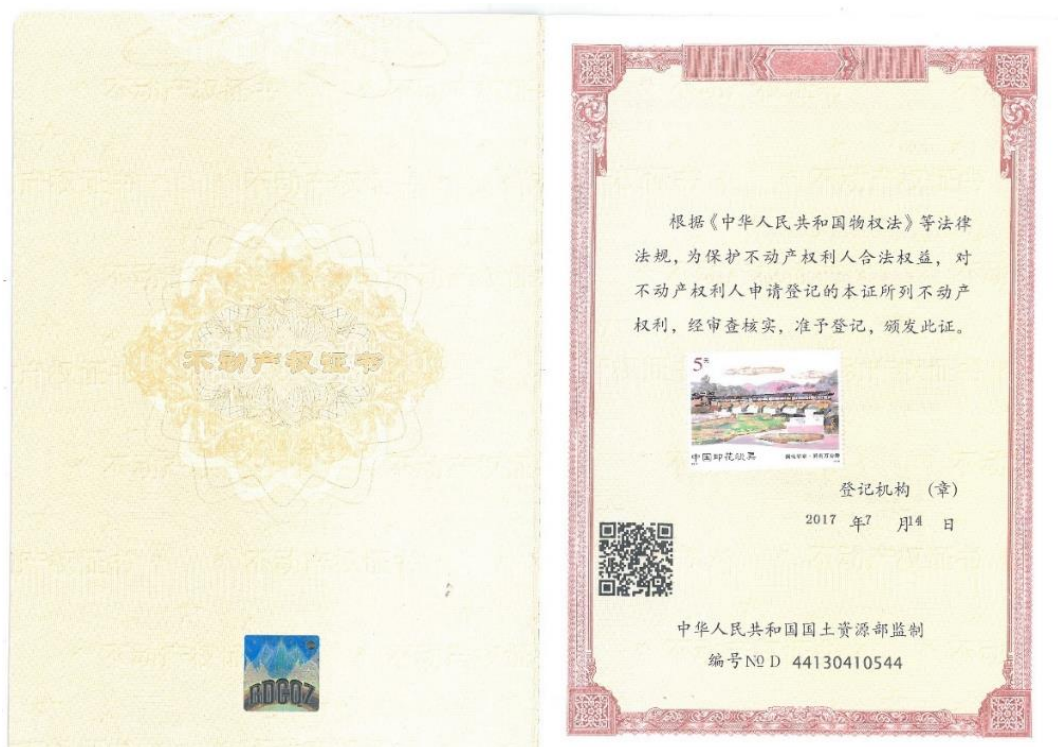 不动产权证书
BDCQZ
根据《中华人民共和国物权法》等法律
法规，为保护不动产权利人合法权益，对
不动产权利人申请登记的本证所列不动产
权利，经审查核实，准予登记，颁发此证。
5元
中国印花税票
登记机构 （章）
2017 年7 月14 日
中华人民共和国国土资源部监制
编号№ D 44130410544